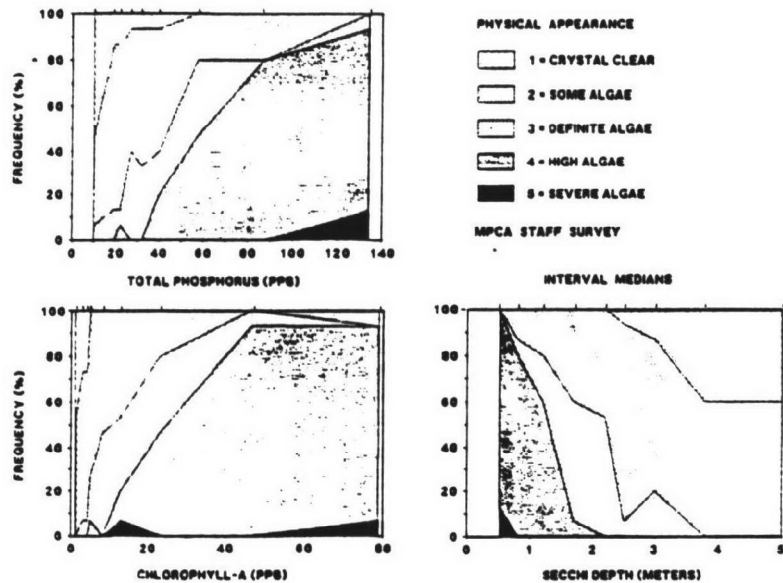 FREQUENCY (%)
100
80
60
40
20
0
0 20 40 60 80 100 120 140
TOTAL PHOSPHORUS (PPB)
PHYSICAL APPEARANCE
1 = CRYSTAL CLEAR
2 = SOME ALGAE
3 = DEFINITE ALGAE
4 = HIGH ALGAE
5 = SEVERE ALGAE
MPCA STAFF SURVEY
INTERVAL MEDIANS
FREQUENCY (%)
100
80
60
40
20
0
0 20 40 60 80
CHLOROPHYLL-A (PPB)
100
80
60
40
20
0
0 1 2 3 4 5
SECCHI DEPTH (METERS)